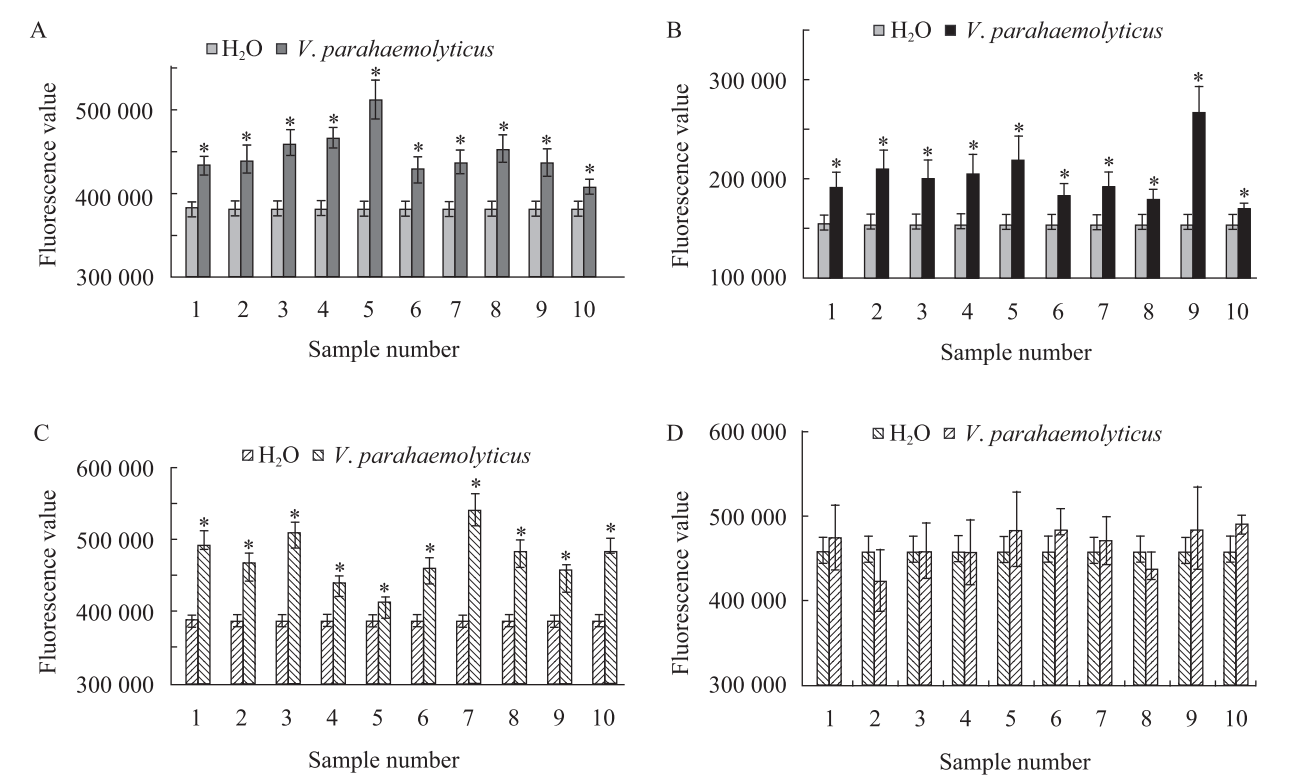 A
H₂O V. parahaemolyticus
Fluorescence value
500 000
400 000
300 000
* * * * * * * * * *
1 2 3 4 5 6 7 8 9 10
Sample number
B
H₂O V. parahaemolyticus
Fluorescence value
300 000
200 000
100 000
* * * * * * * * * *
1 2 3 4 5 6 7 8 9 10
Sample number
C
H₂O V. parahaemolyticus
Fluorescence value
600 000
500 000
400 000
300 000
* * * * * * * * * *
1 2 3 4 5 6 7 8 9 10
Sample number
D
H₂O V. parahaemolyticus
Fluorescence value
600 000
500 000
400 000
300 000
1 2 3 4 5 6 7 8 9 10
Sample number